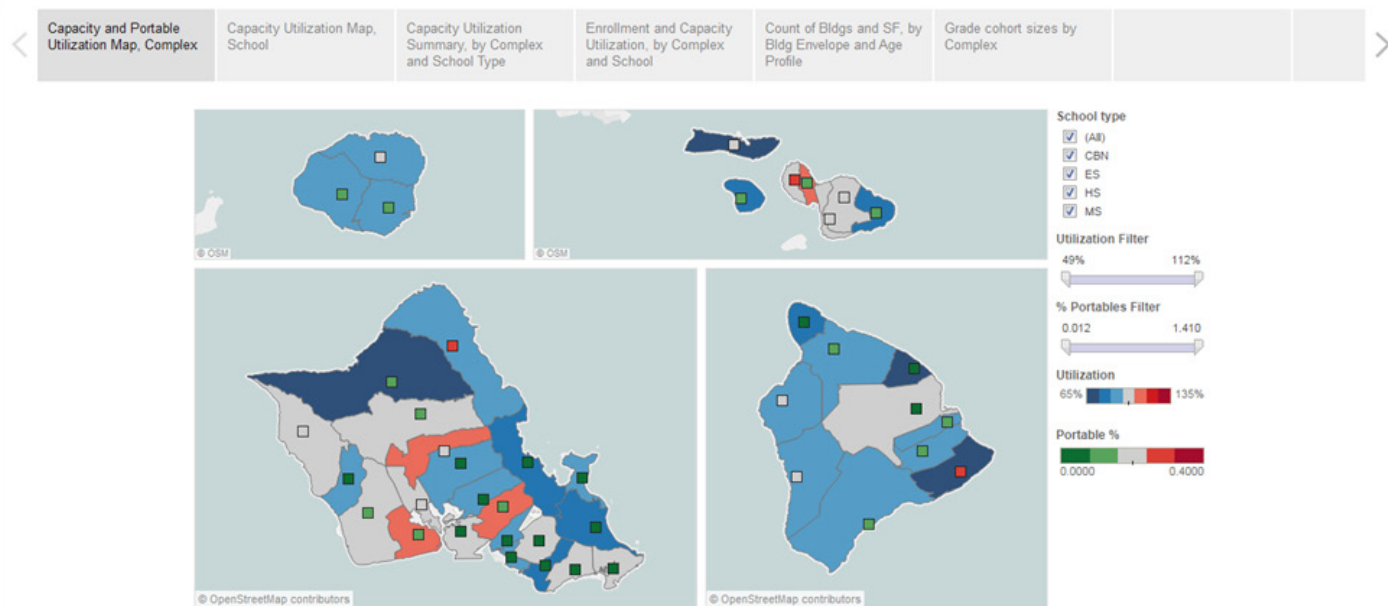 Capacity and Portable
Utilization Map, Complex
Capacity Utilization Map,
School
Capacity Utilization
Summary, by Complex
and School Type
Enrollment and Capacity
Utilization, by Complex
and School
Count of Bldgs and SF, by
Bldg Envelope and Age
Profile
Grade cohort sizes by
Complex
© OSM
© OSM
© OpenStreetMap contributors
© OpenStreetMap contributors
School type
(All)
CBN
ES
HS
MS
Utilization Filter
49% 112%
% Portables Filter
0.012 1.410
Utilization
65% 135%
Portable %
0.0000 0.4000